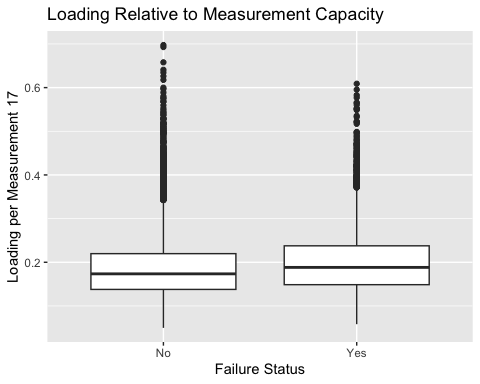 Loading Relative to Measurement Capacity
Loading per Measurement 17
0.6
0.4
0.2
No
Yes
Failure Status